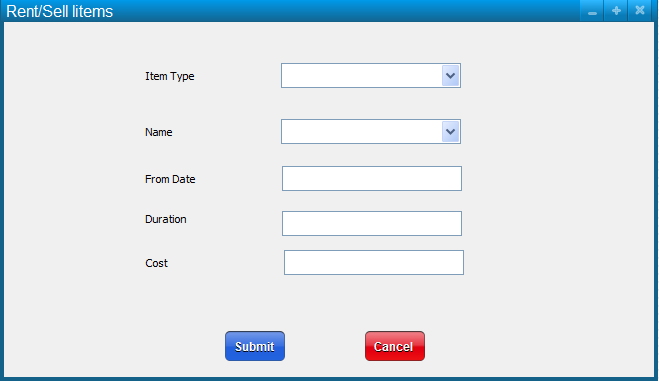 Rent/Sell Iitems
Item Type
Name
From Date
Duration
Cost
Submit
Cancel